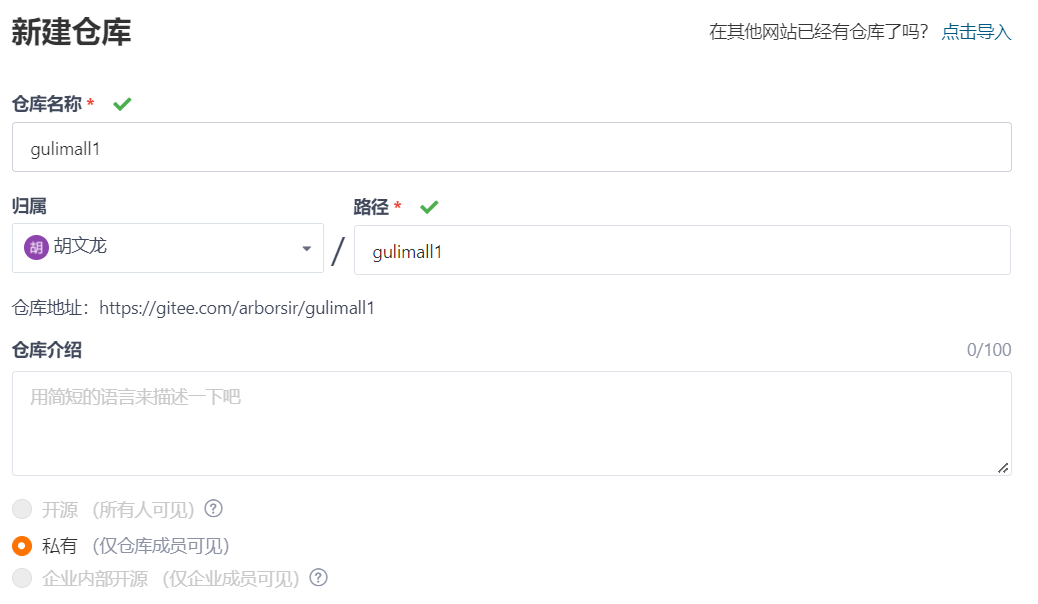 新建仓库 在其他网站已经有仓库了吗？ 点击导入
仓库名称 *
gulimall1
归属 路径 *
胡 胡文龙 / gulimall1
仓库地址：https://gitee.com/arborsir/gulimall1
仓库介绍 0/100
用简短的语言来描述一下吧
开源 （所有人可见） ?
私有 （仅仓库成员可见）
企业内部开源 （仅企业成员可见） ?